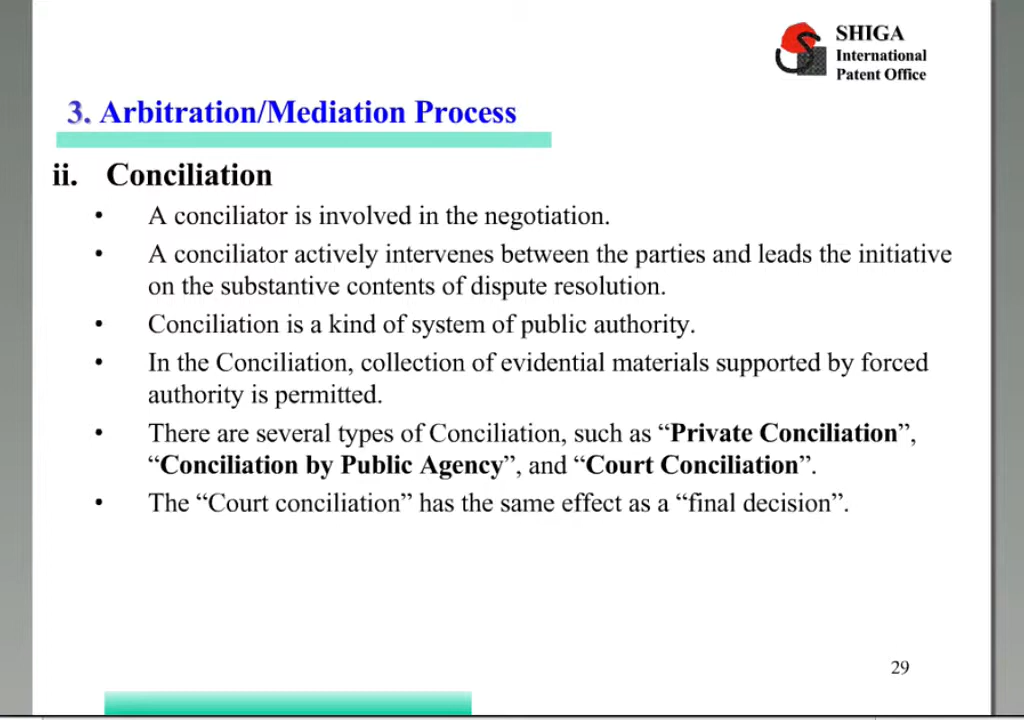 SHIGA
International
Patent Office
3. Arbitration/Mediation Process
ii. Conciliation
• A conciliator is involved in the negotiation.
• A conciliator actively intervenes between the parties and leads the initiative
on the substantive contents of dispute resolution.
• Conciliation is a kind of system of public authority.
• In the Conciliation, collection of evidential materials supported by forced
authority is permitted.
• There are several types of Conciliation, such as “Private Conciliation”,
“Conciliation by Public Agency”, and “Court Conciliation”.
• The “Court conciliation” has the same effect as a “final decision”.
29